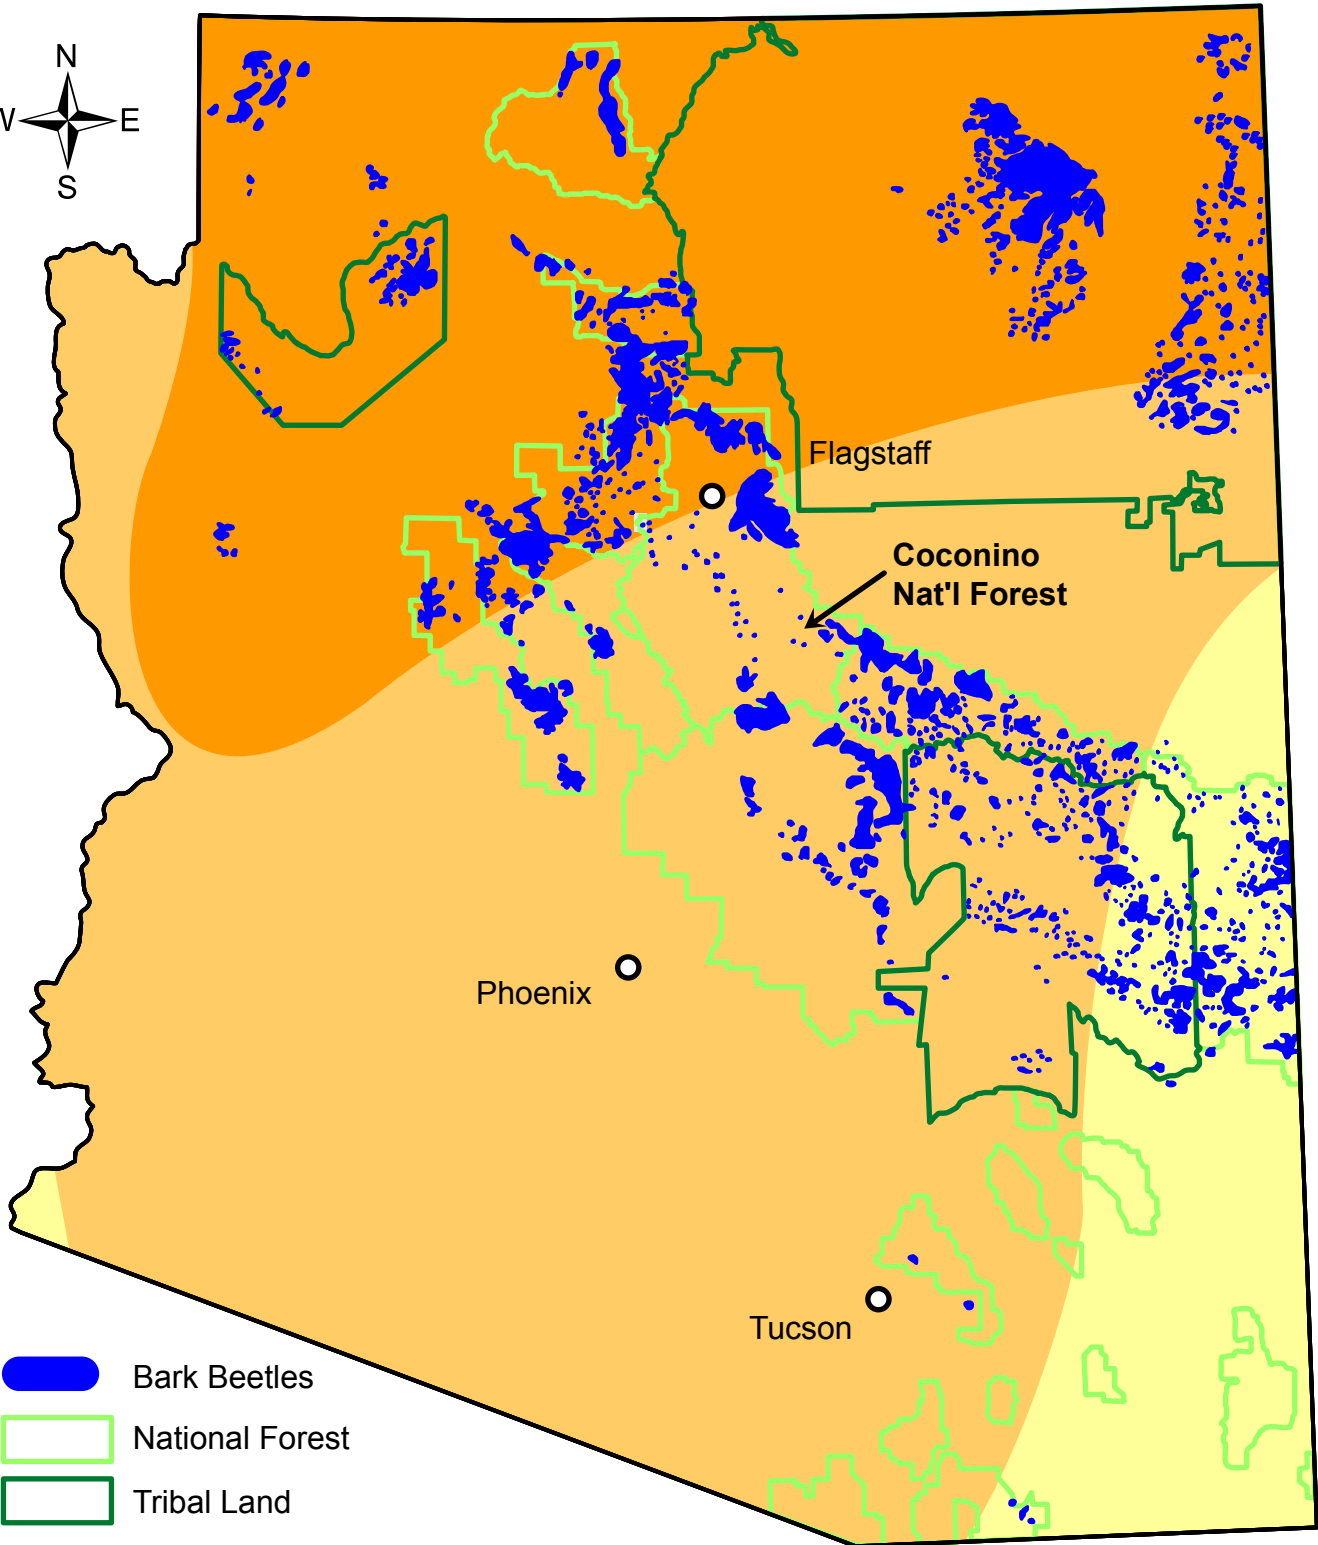 N
W E
S
Flagstaff
Coconino
Nat'l Forest
Phoenix
Tucson
Bark Beetles
National Forest
Tribal Land